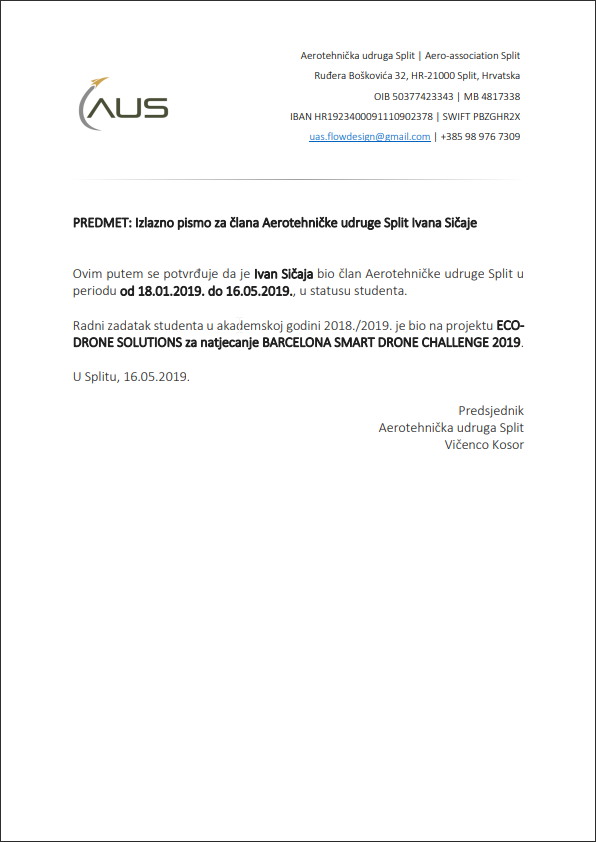 AUS
Aerotehnička udruga Split | Aero-association Split
Ruđera Boškovića 32, HR-21000 Split, Hrvatska
OIB 50377423343 | MB 4817338
IBAN HR1923400091110902378 | SWIFT PBZGHR2X
uas.flowdesign@gmail.com | +385 98 976 7309
PREDMET: Izlazno pismo za člana Aerotehničke udruge Split Ivana Sičaje
Ovim putem se potvrđuje da je Ivan Sičaja bio član Aerotehničke udruge Split u
periodu od 18.01.2019. do 16.05.2019., u statusu studenta.
Radni zadatak studenta u akademskoj godini 2018./2019. je bio na projektu ECO-
DRONE SOLUTIONS za natjecanje BARCELONA SMART DRONE CHALLENGE 2019.
U Splitu, 16.05.2019.
Predsjednik
Aerotehnička udruga Split
Vičenco Kosor